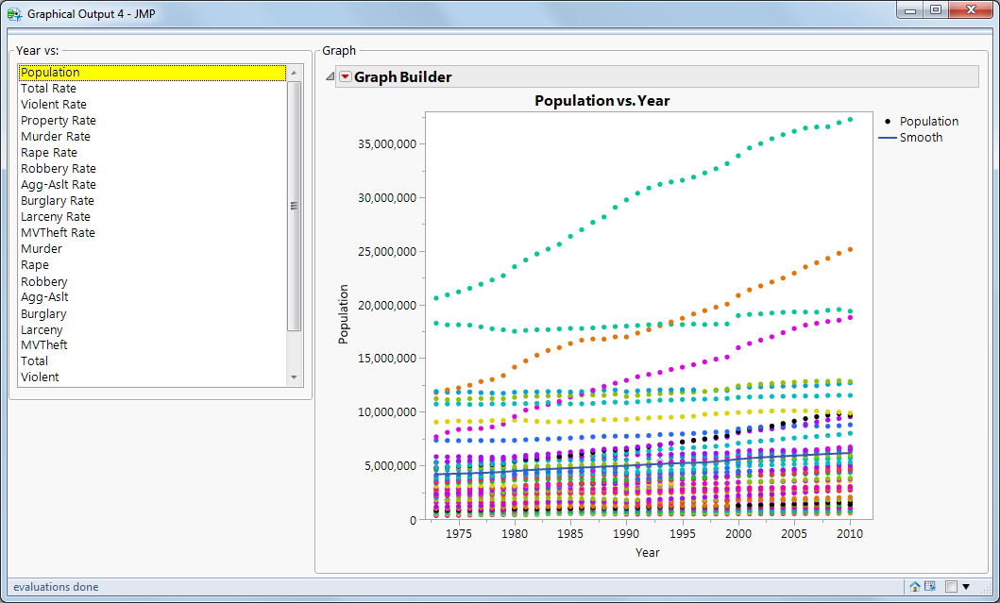 Graphical Output 4 - JMP
Year vs:
Population
Total Rate
Violent Rate
Property Rate
Murder Rate
Rape Rate
Robbery Rate
Agg-Aslt Rate
Burglary Rate
Larceny Rate
MVTheft Rate
Murder
Rape
Robbery
Agg-Aslt
Burglary
Larceny
MVTheft
Total
Violent
Graph
Graph Builder
Population vs. Year
Population
35,000,000
30,000,000
25,000,000
20,000,000
15,000,000
10,000,000
5,000,000
0
1975 1980 1985 1990 1995 2000 2005 2010
Year
Population
Smooth
evaluations done